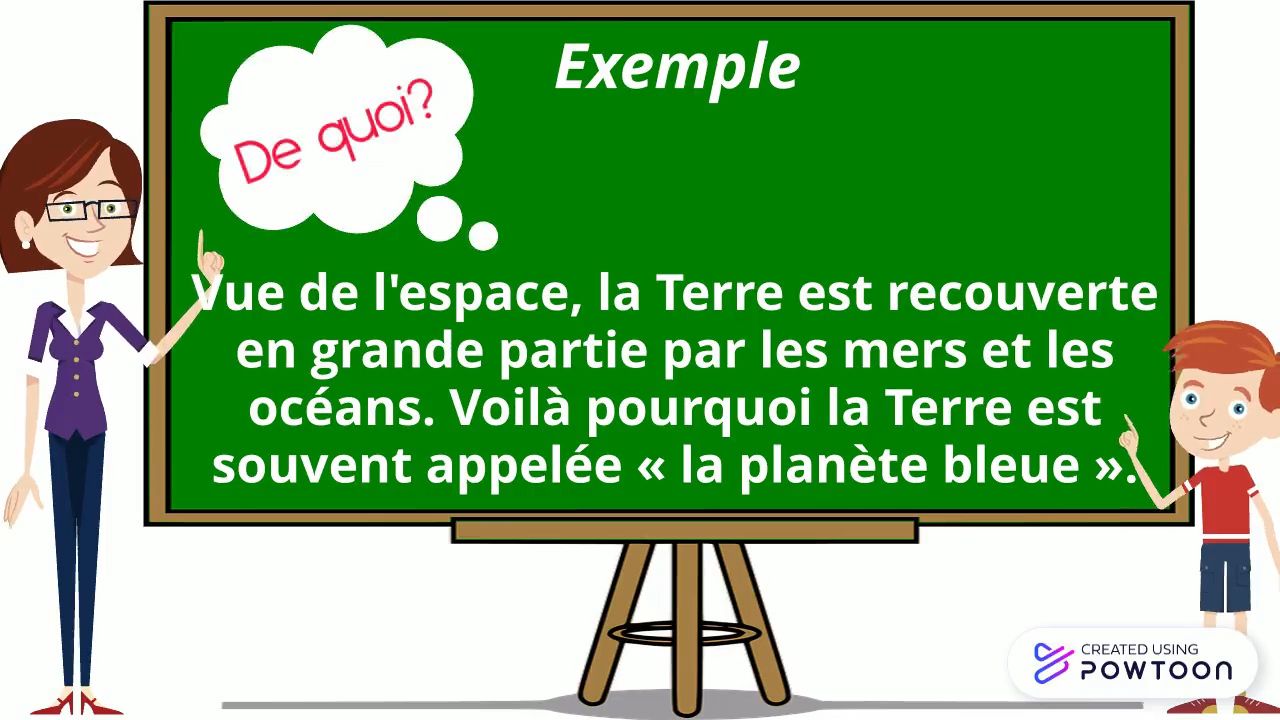 Exemple
De quoi?
Vue de l'espace, la Terre est recouverte
en grande partie par les mers et les
océans. Voilà pourquoi la Terre est
souvent appelée « la planète bleue ».
CREATED USING
POWTOON